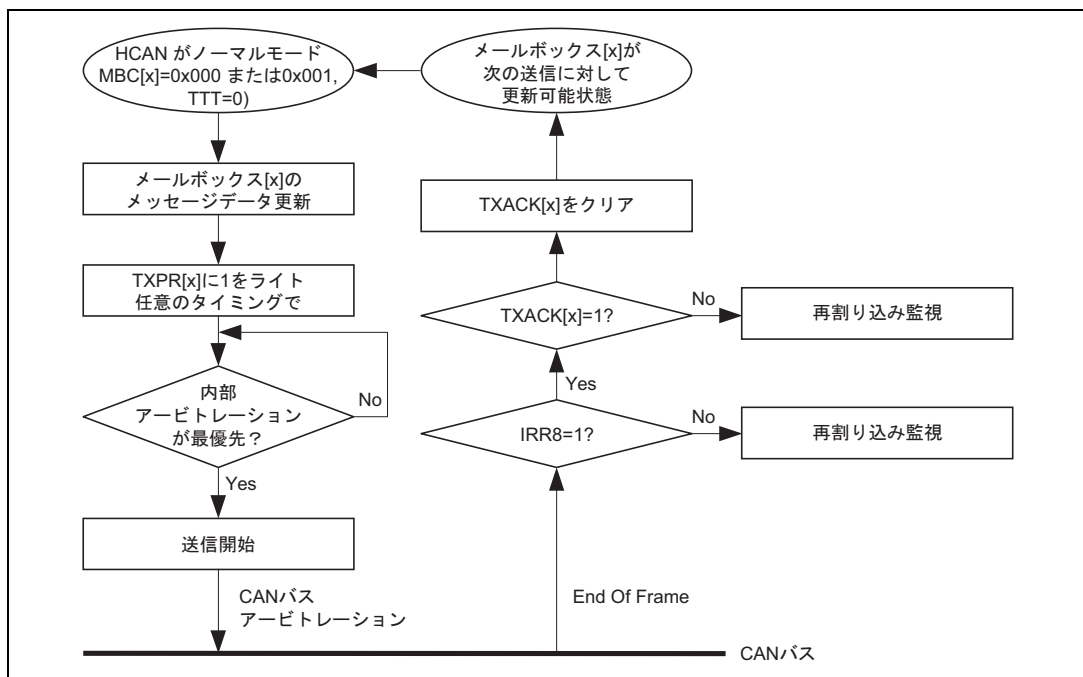 HCAN がノーマルモード
MBC[x]=0x000 または0x001,
TTT=0)
メールボックス[x]の
メッセージデータ更新
TXPR[x]に1をライト
任意のタイミングで
内部
アービトレーション
が最優先？
No
Yes
送信開始
CANバス
アービトレーション
メールボックス[x]が
次の送信に対して
更新可能状態
TXACK[x]をクリア
TXACK[x]=1?
No
再割り込み監視
Yes
IRR8=1?
No
再割り込み監視
End Of Frame
CANバス